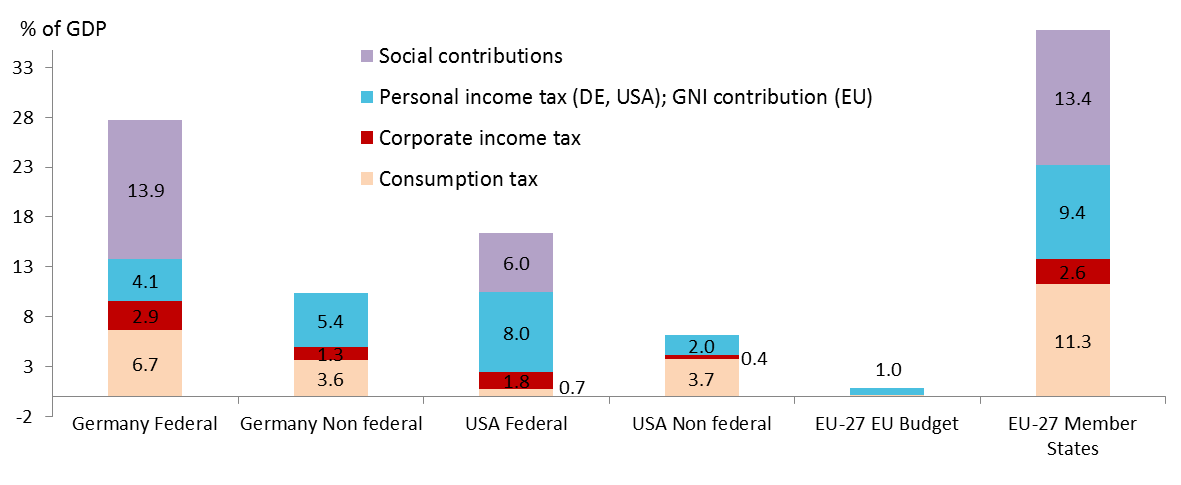 % of GDP
33
28
23
18
13
8
3
-2
Social contributions
Personal income tax (DE, USA); GNI contribution (EU)
Corporate income tax
Consumption tax
13.9
4.1
2.9
6.7
5.4
1.3
3.6
6.0
8.0
1.8
0.7
2.0
0.4
3.7
1.0
13.4
9.4
2.6
11.3
Germany Federal
Germany Non federal
USA Federal
USA Non federal
EU-27 EU Budget
EU-27 Member
States